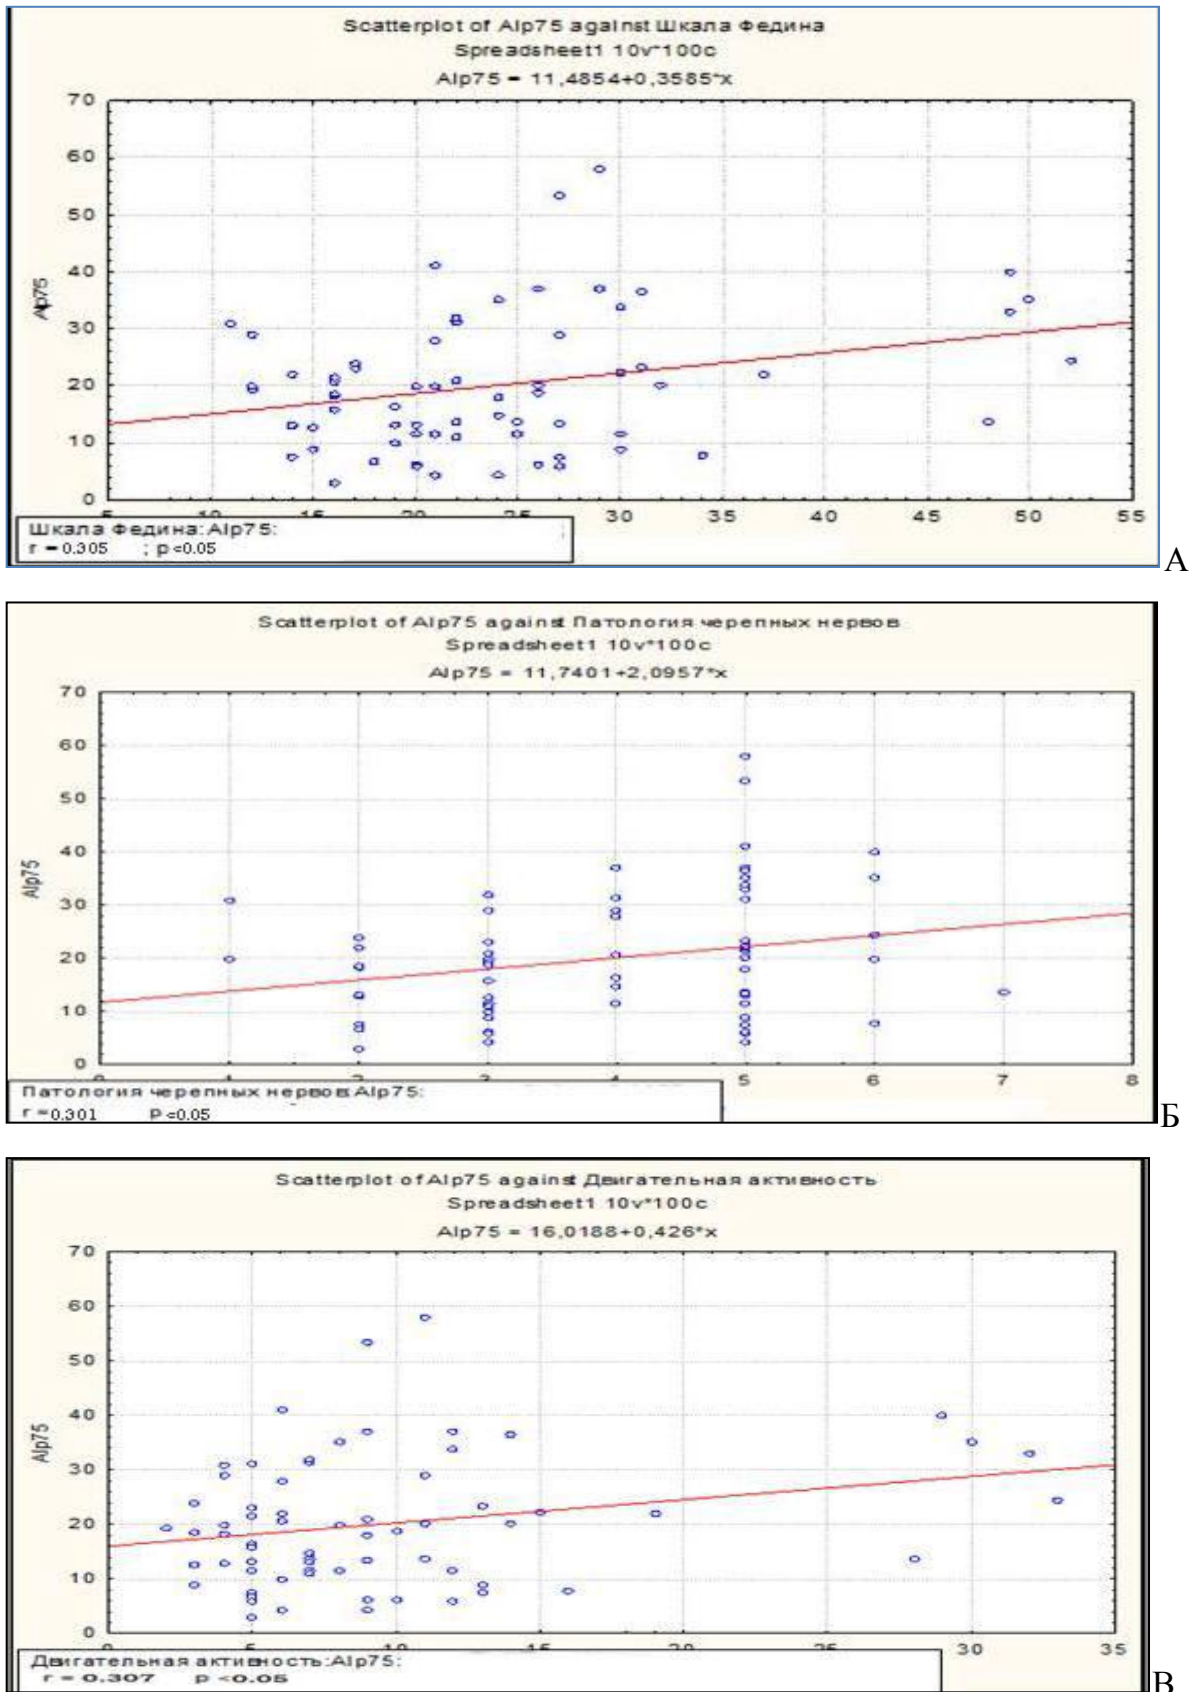 Scatterplot of Alp75 against Шкала Федина
Spreadsheet1 10v*100c
Alp75 = 11,4854+0,3585*x
70
60
50
40
30
20
10
0
Alp75
5 10 15 20 25 30 35 40 45 50 55
Шкала Федина:Alp75:
r = 0.305 ; p <0.05
А
Scatterplot of Alp75 against Патология черепных нервов
Spreadsheet1 10v*100c
Alp75 = 11,7401+2,0957*x
70
60
50
40
30
20
10
0
Alp75
0 1 2 3 4 5 6 7 8
Патология черепных нервов:Alp75:
r =0.301 P <0.05
Б
Scatterplot of Alp75 against Двигательная активность
Spreadsheet1 10v*100c
Alp75 = 16,0188+0,426*x
70
60
50
40
30
20
10
0
Alp75
0 5 10 15 20 25 30 35
Двигательная активность:Alp75:
r = 0.307 p <0.05
В